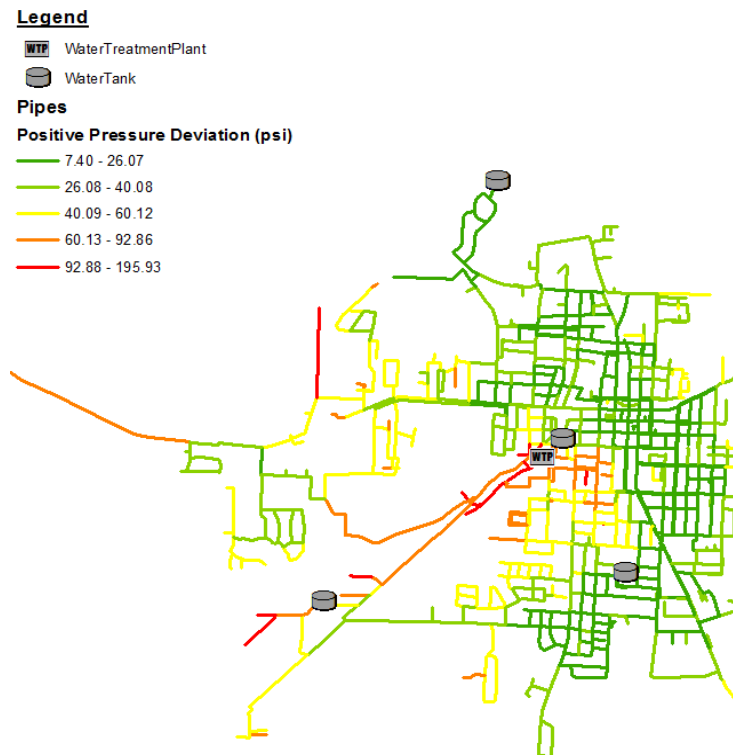 Legend
WTP WaterTreatmentPlant
WaterTank
Pipes
Positive Pressure Deviation (psi)
7.40 - 26.07
26.08 - 40.08
40.09 - 60.12
60.13 - 92.86
92.88 - 195.93
WTP